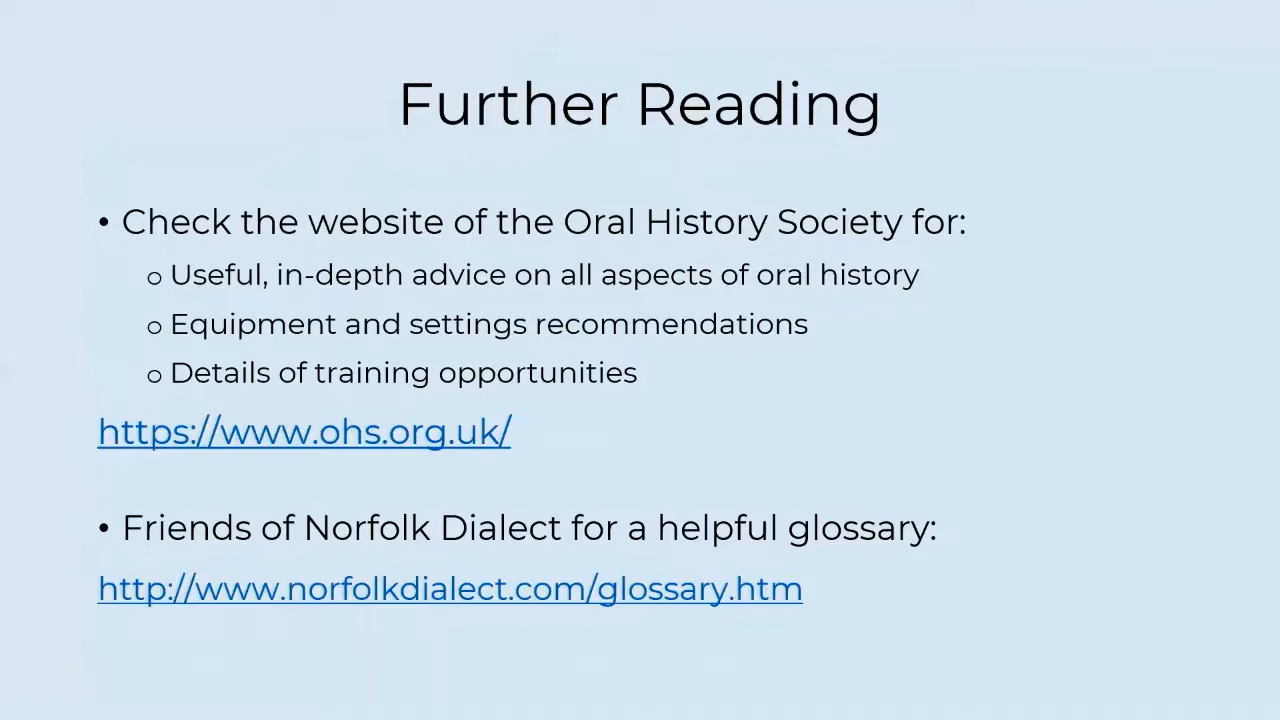 Further Reading
• Check the website of the Oral History Society for:
o Useful, in-depth advice on all aspects of oral history
o Equipment and settings recommendations
o Details of training opportunities
https://www.ohs.org.uk/
• Friends of Norfolk Dialect for a helpful glossary:
http://www.norfolkdialect.com/glossary.htm